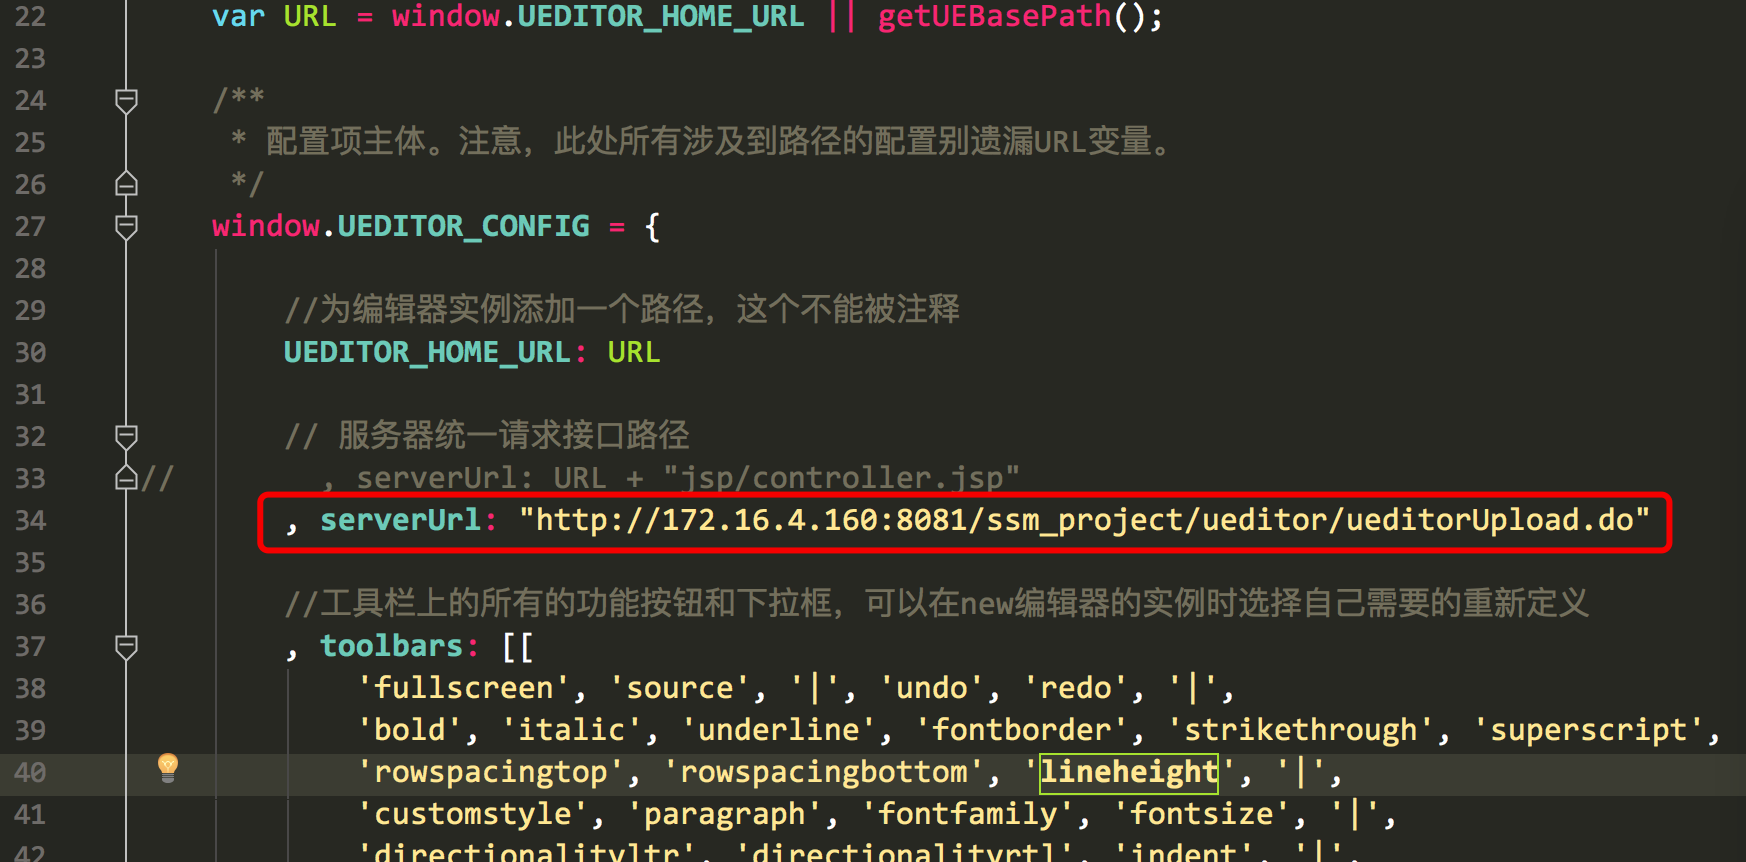 22 var URL = window.UEDITOR_HOME_URL || getUEBasePath();
23
24 /**
25 * 配置项主体。注意，此处所有涉及到路径的配置别遗漏URL变量。
26 */
27 window.UEDITOR_CONFIG = {
28
29 //为编辑器实例添加一个路径，这个不能被注释
30 UEDITOR_HOME_URL: URL
31
32 // 服务器统一请求接口路径
33 // , serverUrl: URL + "jsp/controller.jsp"
34 , serverUrl: "http://172.16.4.160:8081/ssm_project/ueditor/ueditorUpload.do"
35
36 //工具栏上的所有的功能按钮和下拉框，可以在new编辑器的实例时选择自己需要的重新定义
37 , toolbars: [[
38 'fullscreen', 'source', '|', 'undo', 'redo', '|',
39 'bold', 'italic', 'underline', 'fontborder', 'strikethrough', 'superscript',
40 'rowspacingtop', 'rowspacingbottom', 'lineheight', '|',
41 'customstyle', 'paragraph', 'fontfamily', 'fontsize', '|',
42 'directionalityltr', 'directionalityrtl', 'indent', '|',